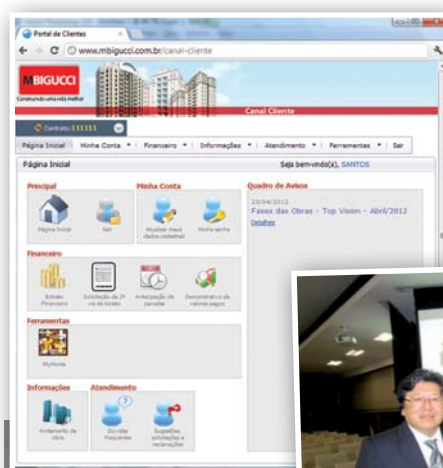 Portal de Clientes
www.mbigucci.com.br/canal-cliente
MBIGUCCI
Construindo uma vida melhor
Canal Cliente
Contrato: 111111
Página Inicial Minha Conta Financeiro Informações Atendimento Ferramentas Sair
Página Inicial
Seja bem-vindo(a), SANTOS
Principal
Minha Conta
Quadro de Avisos
23/04/2012
Fases das Obras - Top Vision - Abril/2012
Detalhes
Página Inicial
Sair
Atualizar meus
dados cadastrais
Minha senha
Financeiro
Extrato
Financeiro
Solicitação da 2ª
via de boleto
Antecipação de
parcelas
Demonstrativo de
valores pagos
Ferramentas
MyHome
Informações
Atendimento
Andamento da
obra
Dúvidas
frequentes
Sugestões,
solicitações e
reclamações